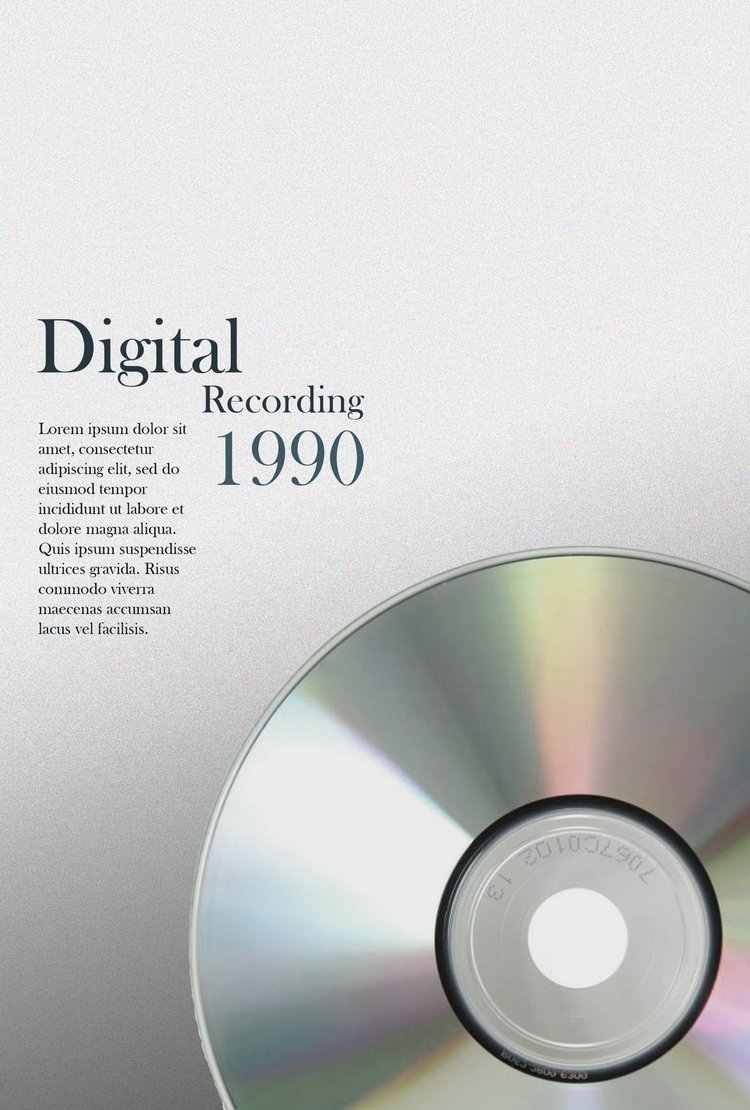 Digital
Recording
1990
Lorem ipsum dolor sit
amet, consectetur
adipiscing elit, sed do
eiusmod tempor
incididunt ut labore et
dolore magna aliqua.
Quis ipsum suspendisse
ultrices gravida. Risus
commodo viverra
maecenas accumsan
lacus vel facilisis.